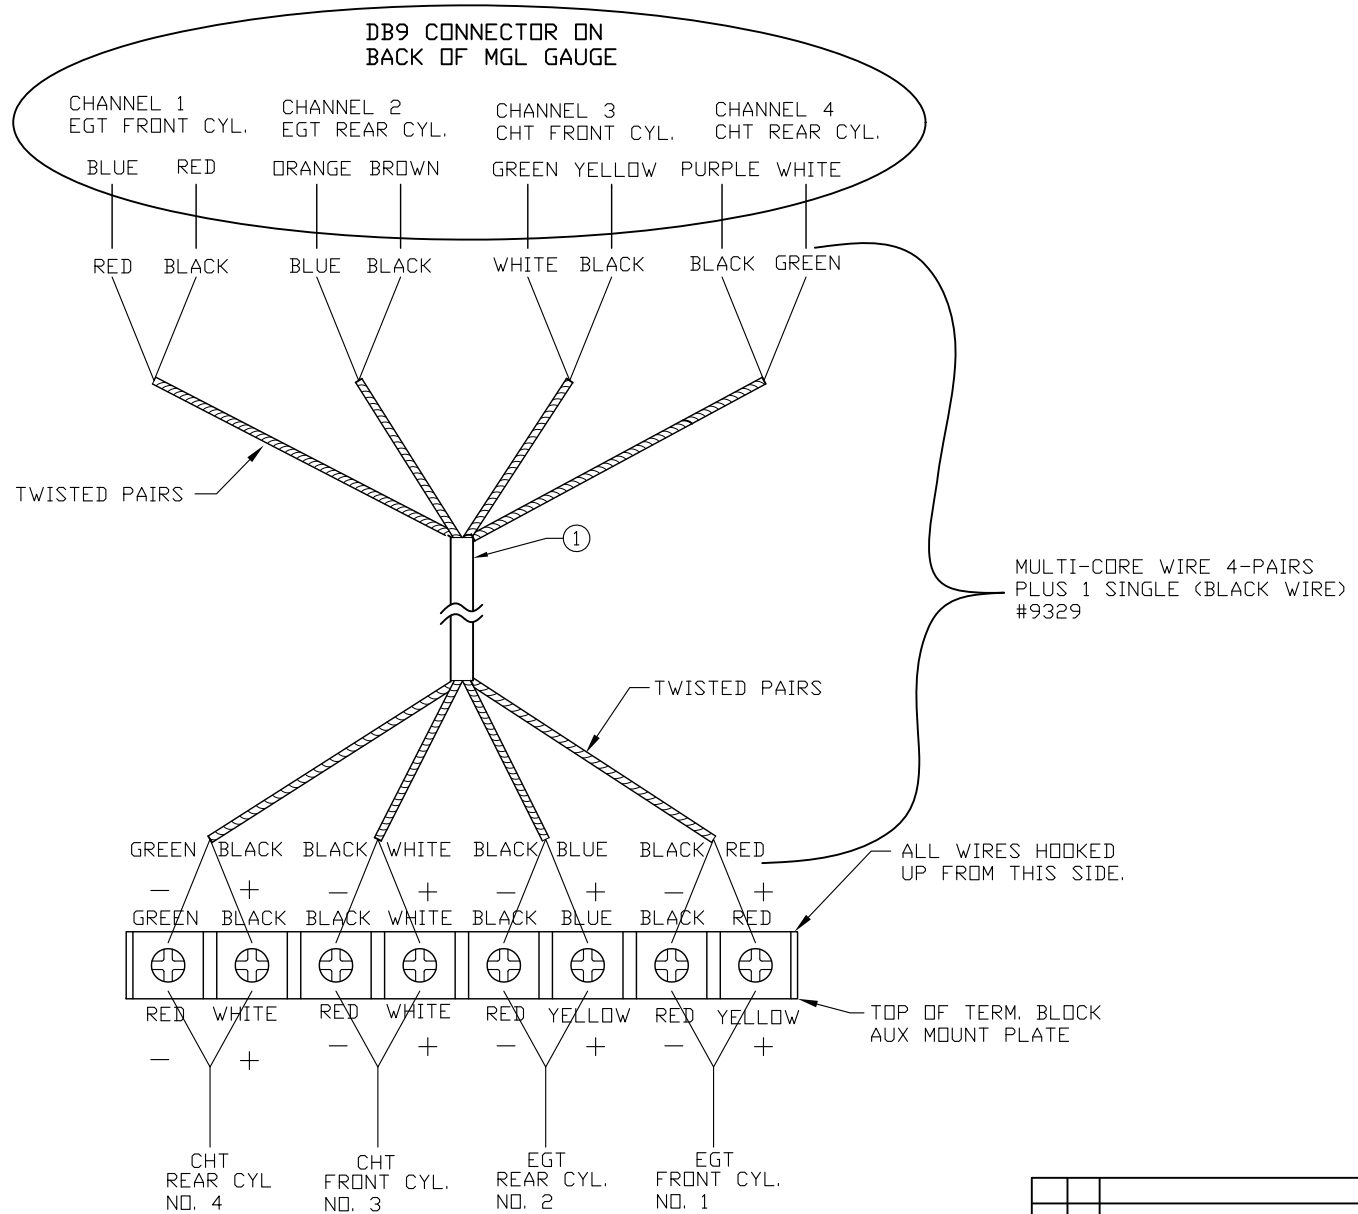 DB9 CONNECTOR ON
BACK OF MGL GAUGE
CHANNEL 1
EGT FRONT CYL.
CHANNEL 2
EGT REAR CYL.
CHANNEL 3
CHT FRONT CYL.
CHANNEL 4
CHT REAR CYL.
BLUE RED ORANGE BROWN GREEN YELLOW PURPLE WHITE
RED BLACK BLUE BLACK WHITE BLACK BLACK GREEN
TWISTED PAIRS
1
MULTI-CORE WIRE 4-PAIRS
PLUS 1 SINGLE (BLACK WIRE)
#9329
TWISTED PAIRS
GREEN BLACK BLACK WHITE BLACK BLUE BLACK RED
- + - + - + - +
GREEN BLACK BLACK WHITE BLACK BLUE BLACK RED
ALL WIRES HOOKED
UP FROM THIS SIDE.
RED WHITE RED WHITE RED YELLOW RED YELLOW
- + - + - + - +
TOP OF TERM. BLOCK
AUX MOUNT PLATE
CHT
REAR CYL
NO. 4
CHT
FRONT CYL.
NO. 3
EGT
REAR CYL.
NO. 2
EGT
FRONT CYL.
NO. 1